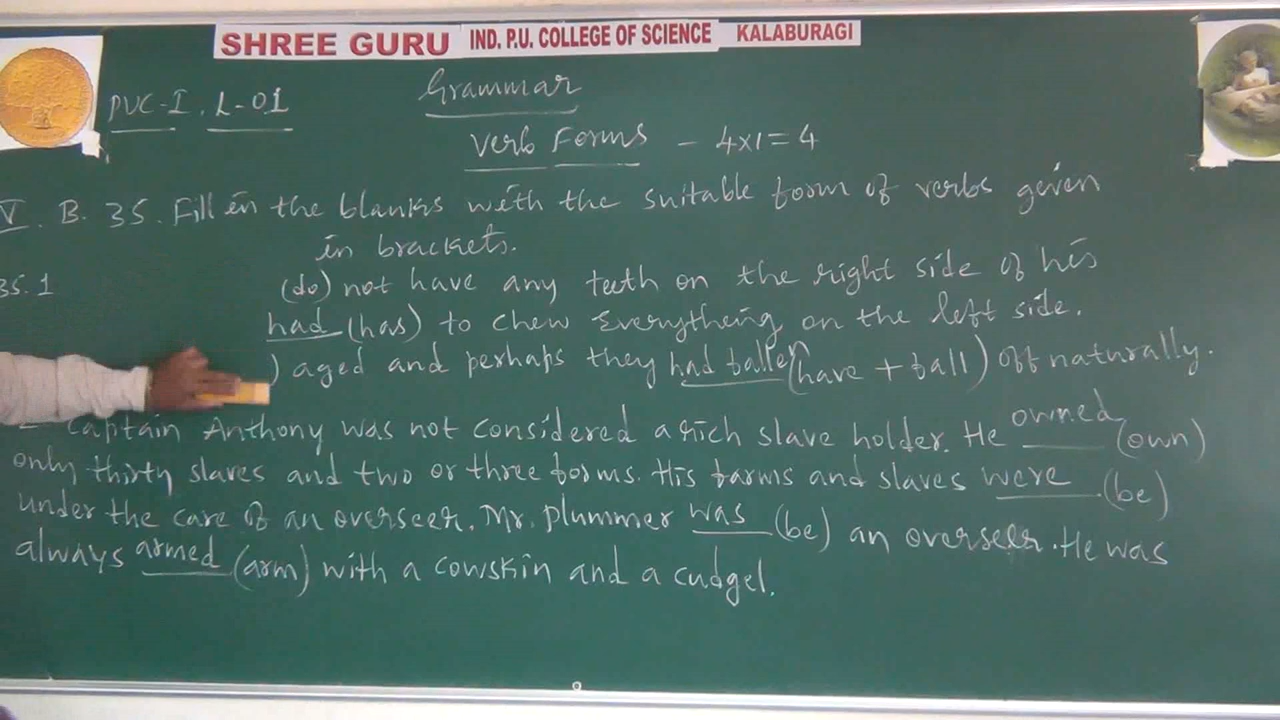 SHREE GURU IND. P.U. COLLEGE OF SCIENCE KALABURAGI
PUC-I. L-01
Grammar
Verb Forms - 4x1=4
V. B. 35. Fill in the blanks with the suitable form of verbs given
in brackets.
35.1 (do) not have any teeth on the right side of his
had (has) to chew everything on the left side.
) aged and perhaps they had fallen (have + fall) off naturally.
Captain Anthony was not considered a rich slave holder. He owned (own)
only thirty slaves and two or three forms. His farms and slaves were (be)
under the care of an overseer. Mr. plummer was (be) an overseer. He was
always armed (arm) with a cowskin and a cudgel.